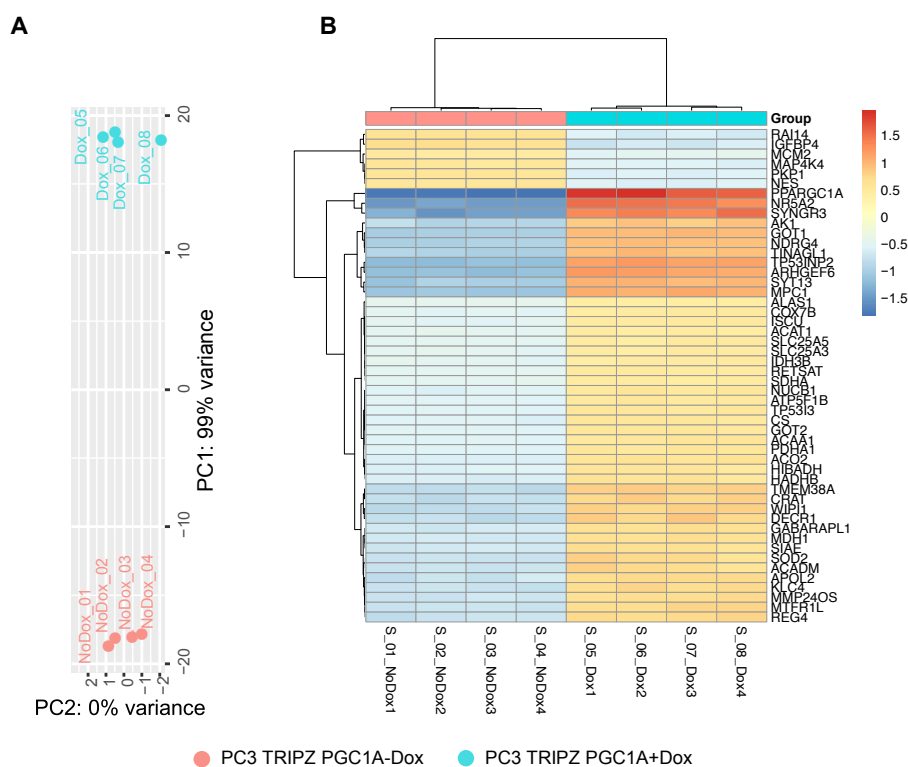 A
B
Dox_05
Dox_06
Dox_07
Dox_08
NoDox_01
NoDox_02
NoDox_03
NoDox_04
20
10
0
−10
−20
PC1: 99% variance
2
1
0
−1
−2
PC2: 0% variance
Group
RAI14
IGFBP4
MCM2
MAP4K4
PKP1
NES
PPARGC1A
NR5A2
SYNGR3
AK1
GOT1
NDRG4
TINAGL1
TP53INP2
ARHGEF6
SYT13
MPC1
ALAS1
COX7B
ISCU
ACAT1
SLC25A5
SLC25A3
IDH3B
RETSAT
SDHA
NUCB1
ATP5F1B
TP53I3
CS
GOT2
ACAA1
PDHA1
ACO2
HIBADH
HADHB
TMEM38A
CRAT
WIPI1
DECR1
GABARAPL1
MDH1
SIAE
SOD2
ACADM
APOL2
KLC4
MMP24OS
MTFR1L
REG4
S_01_NoDox1
S_02_NoDox2
S_03_NoDox3
S_04_NoDox4
S_05_Dox1
S_06_Dox2
S_07_Dox3
S_08_Dox4
1.5
1
0.5
0
−0.5
−1
−1.5
PC3 TRIPZ PGC1A-Dox
PC3 TRIPZ PGC1A+Dox